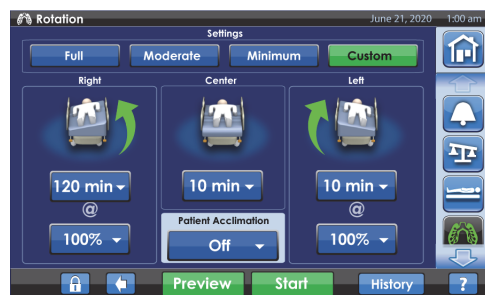 Rotation June 21, 2020 1:00 am
Settings
Full Moderate Minimum Custom
Right Center Left
120 min 10 min 10 min
@ @
Patient Acclimation
100% Off 100%
Preview Start History ?